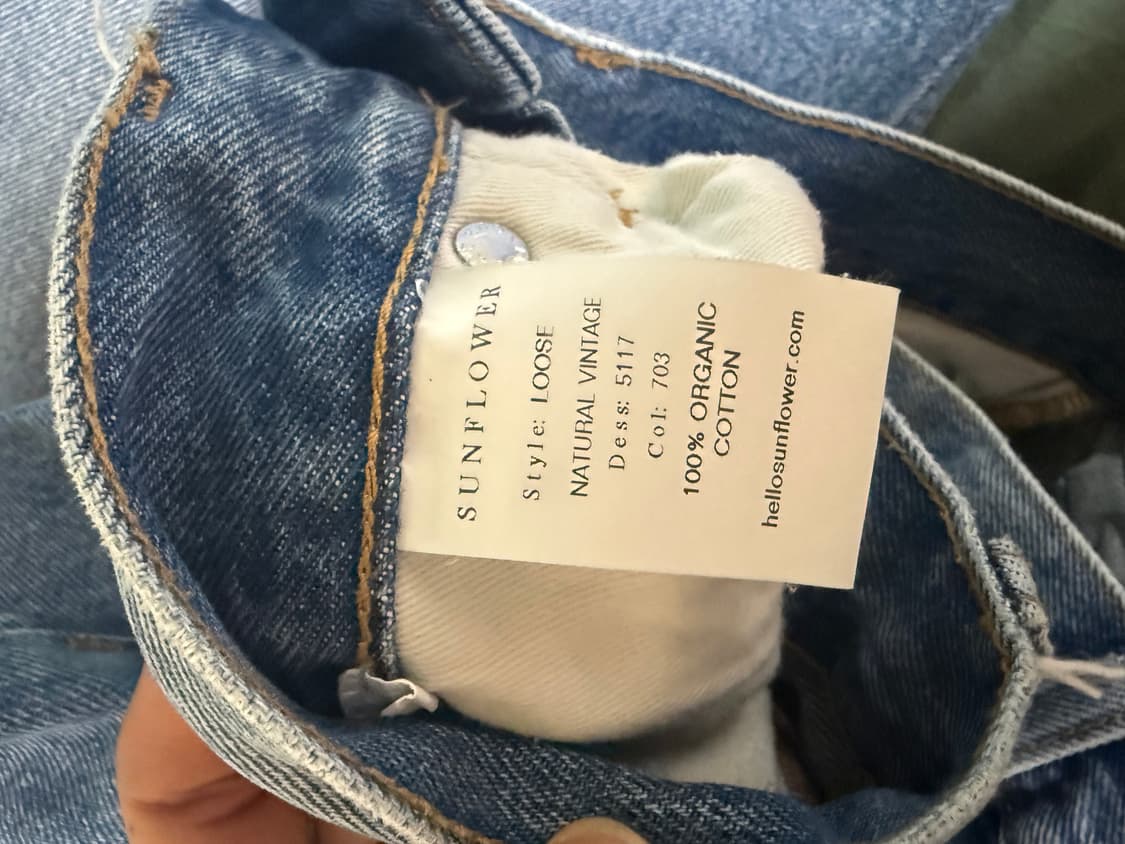 SUNFLOWER
Style: LOOSE
NATURAL VINTAGE
Dess: 5117
Col: 703
100% ORGANIC
COTTON
hellosunflower.com